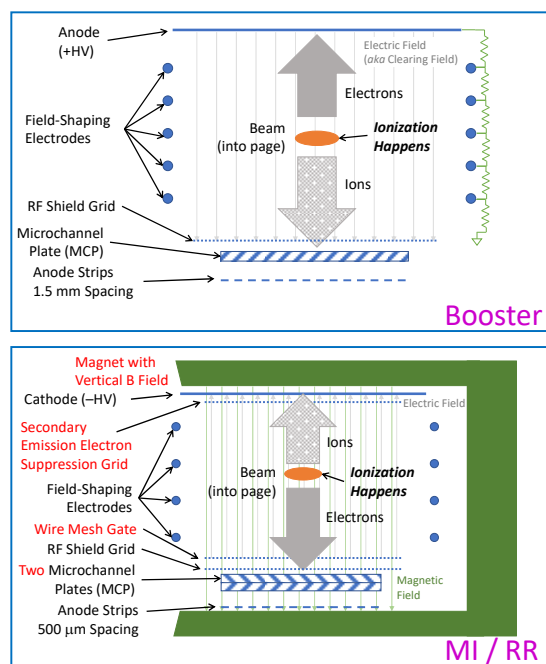 Anode
(+HV)
Electric Field
(aka Clearing Field)
Electrons
Field-Shaping
Electrodes
Beam
(into page)
Ionization
Happens
Ions
RF Shield Grid
Microchannel
Plate (MCP)
Anode Strips
1.5 mm Spacing
Booster
Magnet with
Vertical B Field
Cathode (–HV)
Electric Field
Secondary
Emission Electron
Suppression Grid
Ions
Field-Shaping
Electrodes
Beam
(into page)
Ionization
Happens
Electrons
Wire Mesh Gate
RF Shield Grid
Two Microchannel
Plates (MCP)
Magnetic
Field
Anode Strips
500 μm Spacing
MI / RR